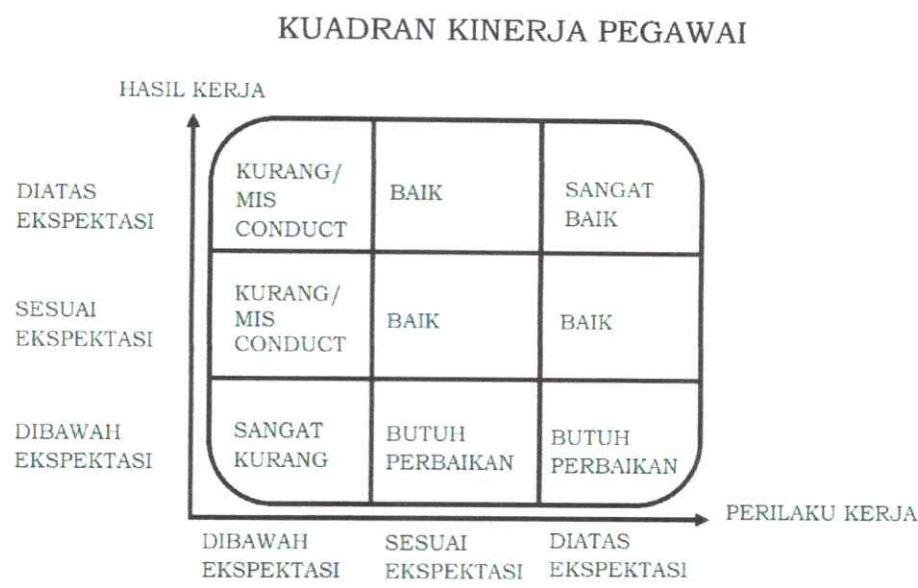 KUADRAN KINERJA PEGAWAI
HASIL KERJA
DIATAS
EKSPEKTASI
KURANG/
MIS
CONDUCT
BAIK
SANGAT
BAIK
SESUAI
EKSPEKTASI
KURANG/
MIS
CONDUCT
BAIK
BAIK
DIBAWAH
EKSPEKTASI
SANGAT
KURANG
BUTUH
PERBAIKAN
BUTUH
PERBAIKAN
PERILAKU KERJA
DIBAWAH
EKSPEKTASI
SESUAI
EKSPEKTASI
DIATAS
EKSPEKTASI